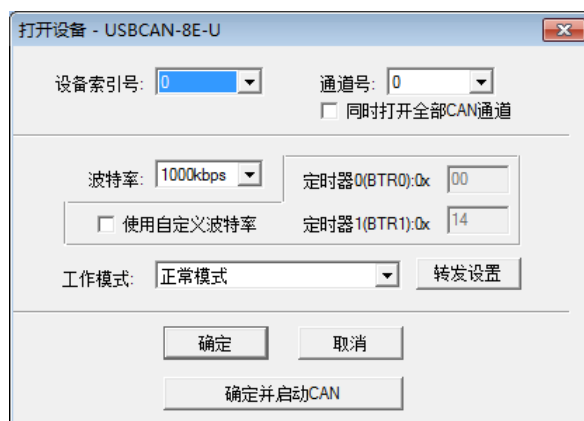 打开设备 - USBCAN-8E-U
设备索引号: 0 通道号: 0
同时打开全部CAN通道
波特率: 1000kbps 定时器0(BTR0):0x 00
使用自定义波特率 定时器1(BTR1):0x 14
工作模式: 正常模式 转发设置
确定 取消
确定并启动CAN